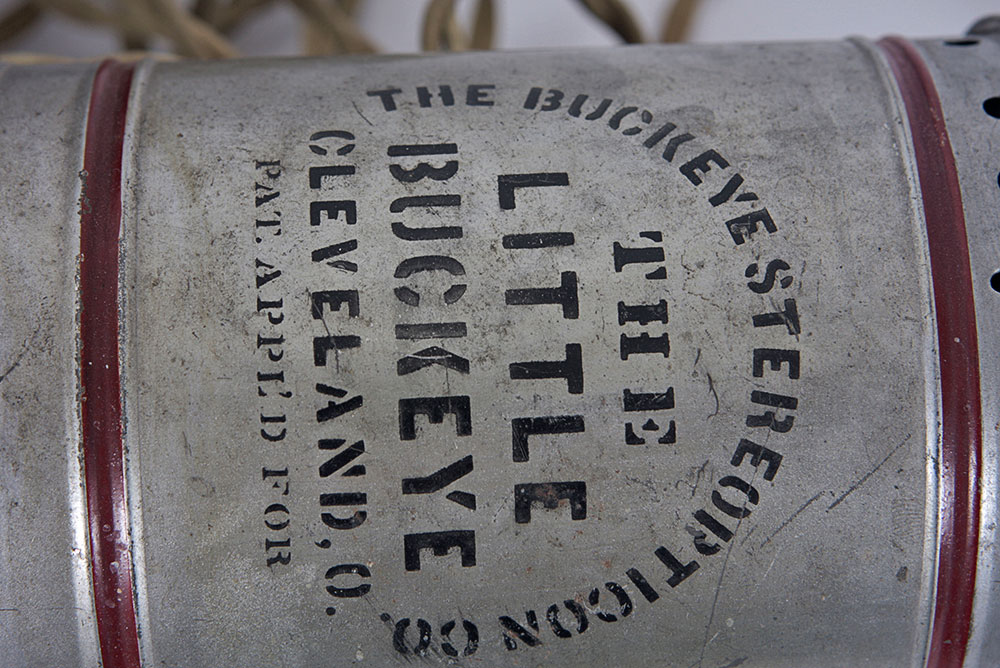 THE BUCKEYE STEREOPTICON CO.
THE
LITTLE
BUCKEYE
CLEVELAND, O.
PAT. APPL'D FOR